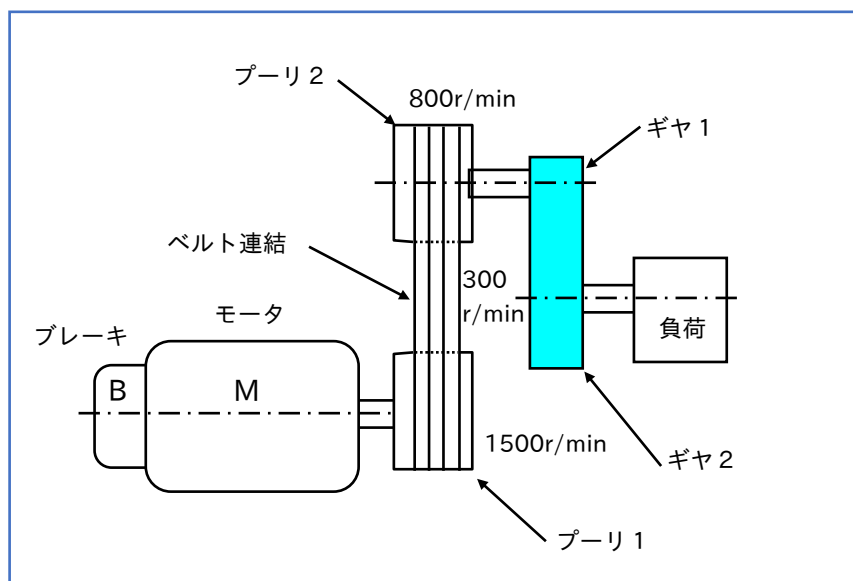 プーリ２
800r/min
ギヤ１
ベルト連結
300
r/min
モータ
負荷
ブレーキ
B
M
1500r/min
ギヤ２
プーリ１